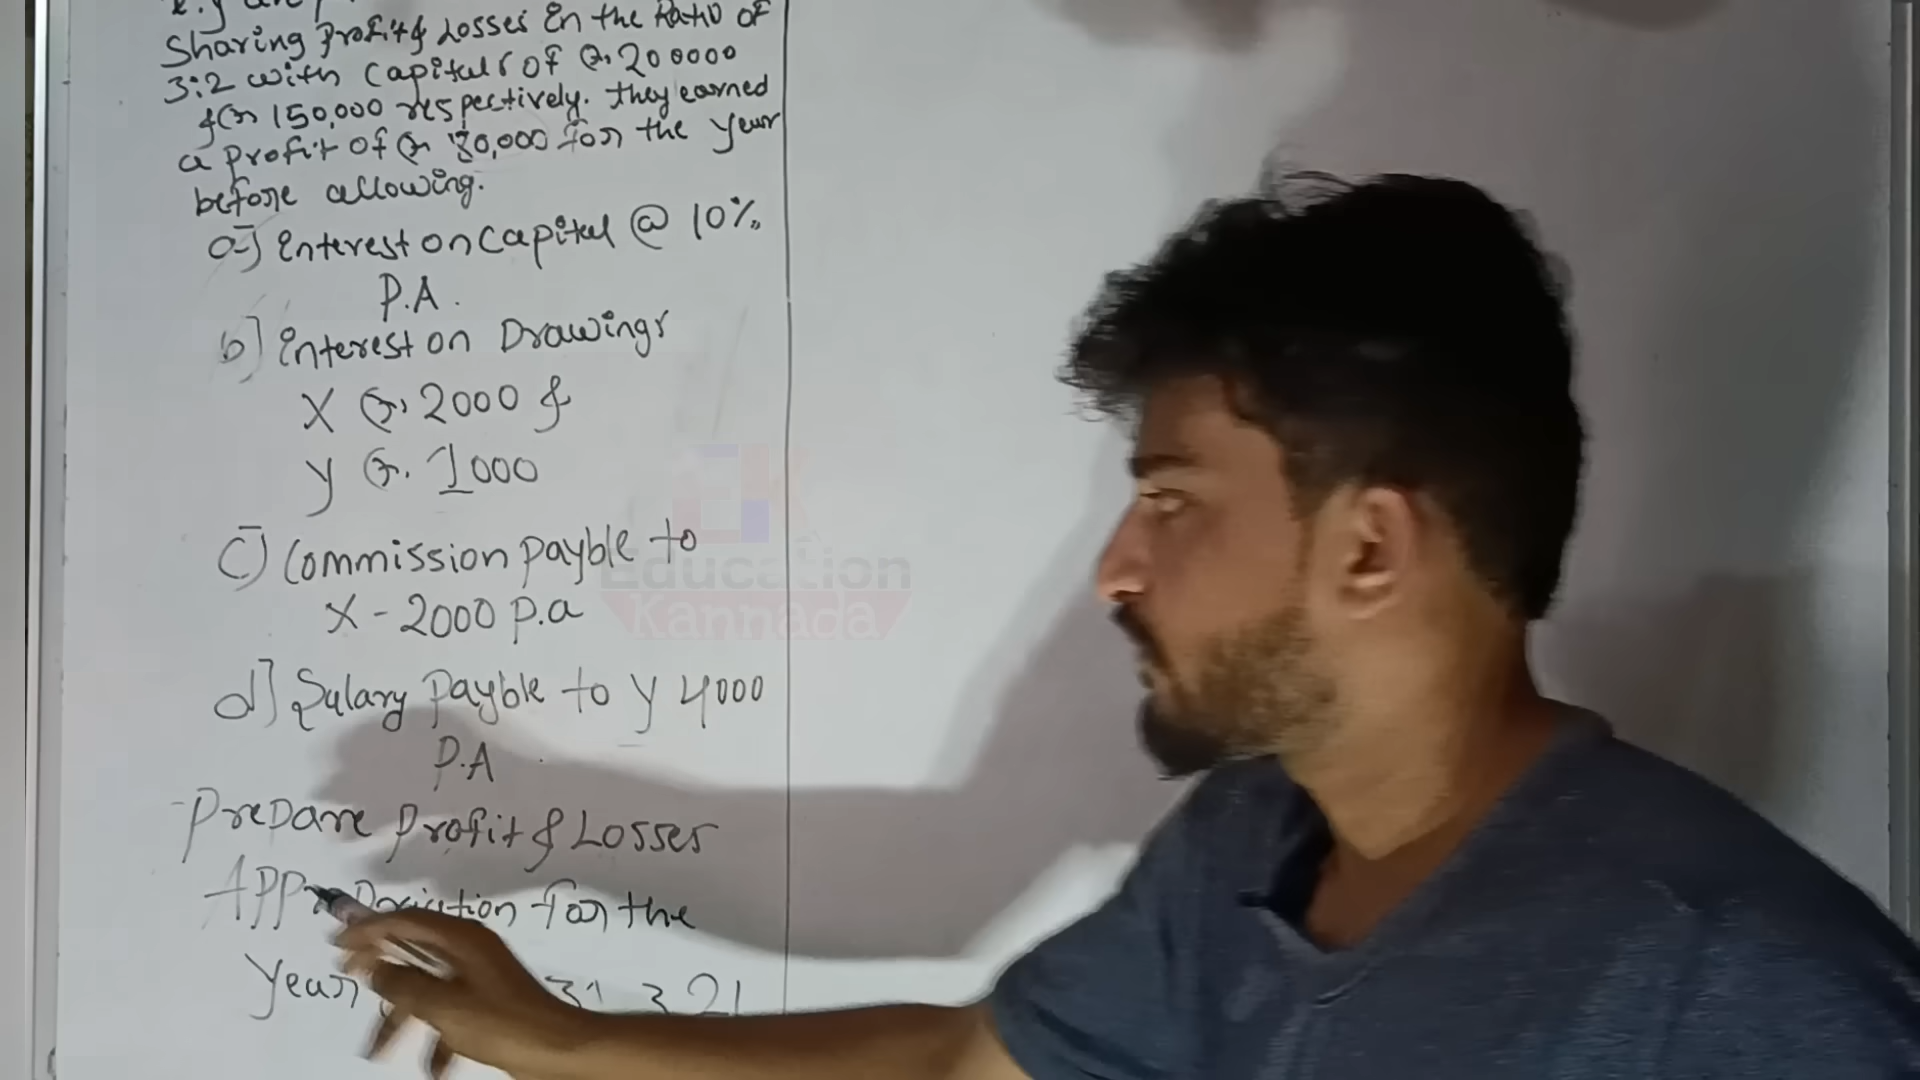 Sharing Profit & Losses in the Ratio of
3:2 with Capitals of Rs. 200000
& Rs 150,000 respectively. they earned
a Profit of Rs 000 for the year
before allowing.
a) Interest on Capital @ 10%
P.A.
b] Interest on Drawings
X Rs. 2000 &
y Rs. 1000
c) Commission payble to
X - 2000 p.a
d] Salary Payble to y 4000
P.A
Prepare Profit & Losses
for the
Year 31 3 21
Education
Kannada